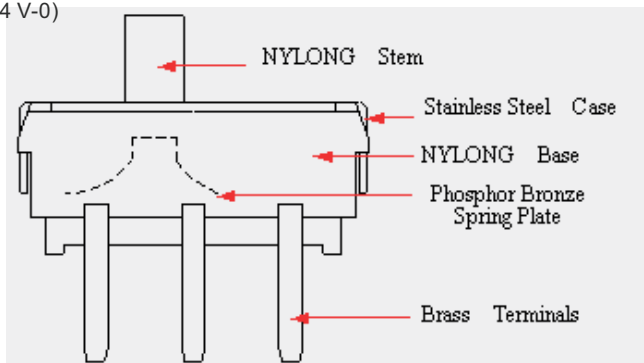 4 V-0)
NYLONG Stem
Stainless Steel Case
NYLONG Base
Phosphor Bronze
Spring Plate
Brass Terminals